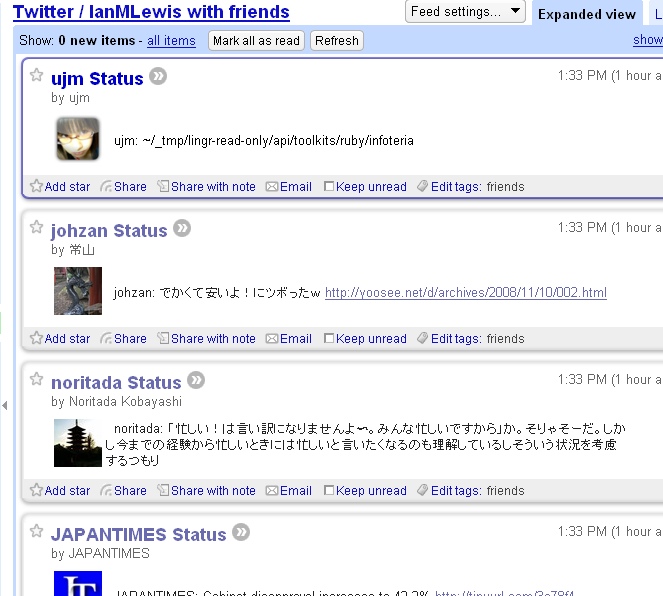 Twitter / IanMLewis with friends
Feed settings...
Expanded view
L
Show: 0 new items - all items
Mark all as read
Refresh
show
ujm Status
1:33 PM (1 hour a
by ujm
ujm: ~/_tmp/lingr-read-only/api/toolkits/ruby/infoteria
Add star Share Share with note Email Keep unread Edit tags: friends
johzan Status
1:33 PM (1 hour a
by 常山
johzan: でかくて安いよ！にツボったｗ http://yoosee.net/d/archives/2008/11/10/002.html
Add star Share Share with note Email Keep unread Edit tags: friends
noritada Status
1:33 PM (1 hour a
by Noritada Kobayashi
noritada: 「忙しい！は言い訳になりませんよ〜。みんな忙しいですから」か。そりゃそーだ。しか
し今までの経験から忙しいときには忙しいと言いたくなるのも理解しているしそういう状況を考慮
するつもり
Add star Share Share with note Email Keep unread Edit tags: friends
JAPANTIMES Status
1:33 PM (1 hour a
by JAPANTIMES
JT
JAPANTIMES: Cabinet disapproval increases to 42.2%